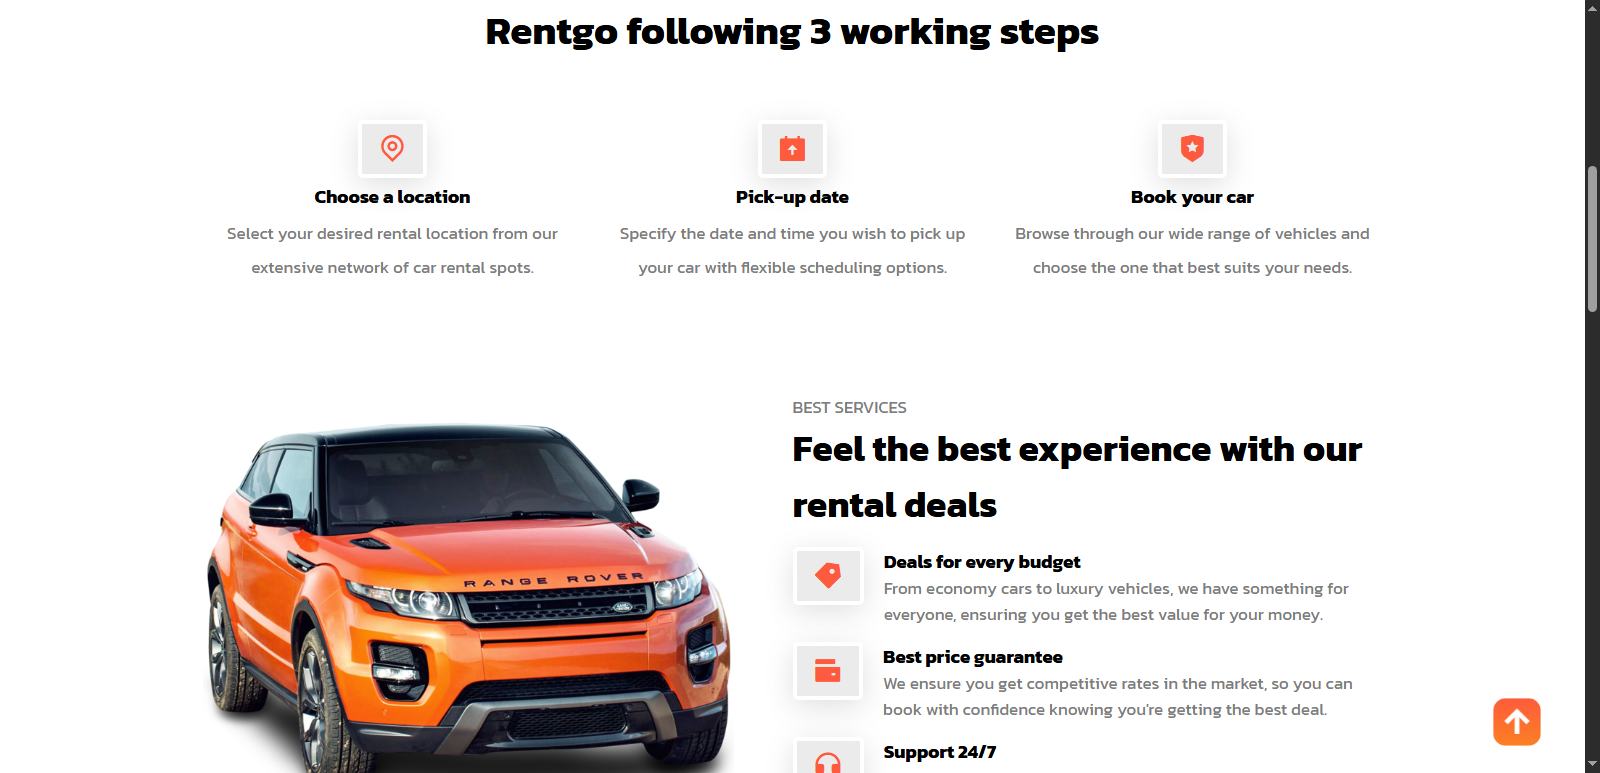 Rentgo following 3 working steps
Choose a location
Select your desired rental location from our
extensive network of car rental spots.
Pick-up date
Specify the date and time you wish to pick up
your car with flexible scheduling options.
Book your car
Browse through our wide range of vehicles and
choose the one that best suits your needs.
RANGE ROVER
BEST SERVICES
Feel the best experience with our
rental deals
Deals for every budget
From economy cars to luxury vehicles, we have something for
everyone, ensuring you get the best value for your money.
Best price guarantee
We ensure you get competitive rates in the market, so you can
book with confidence knowing you're getting the best deal.
Support 24/7